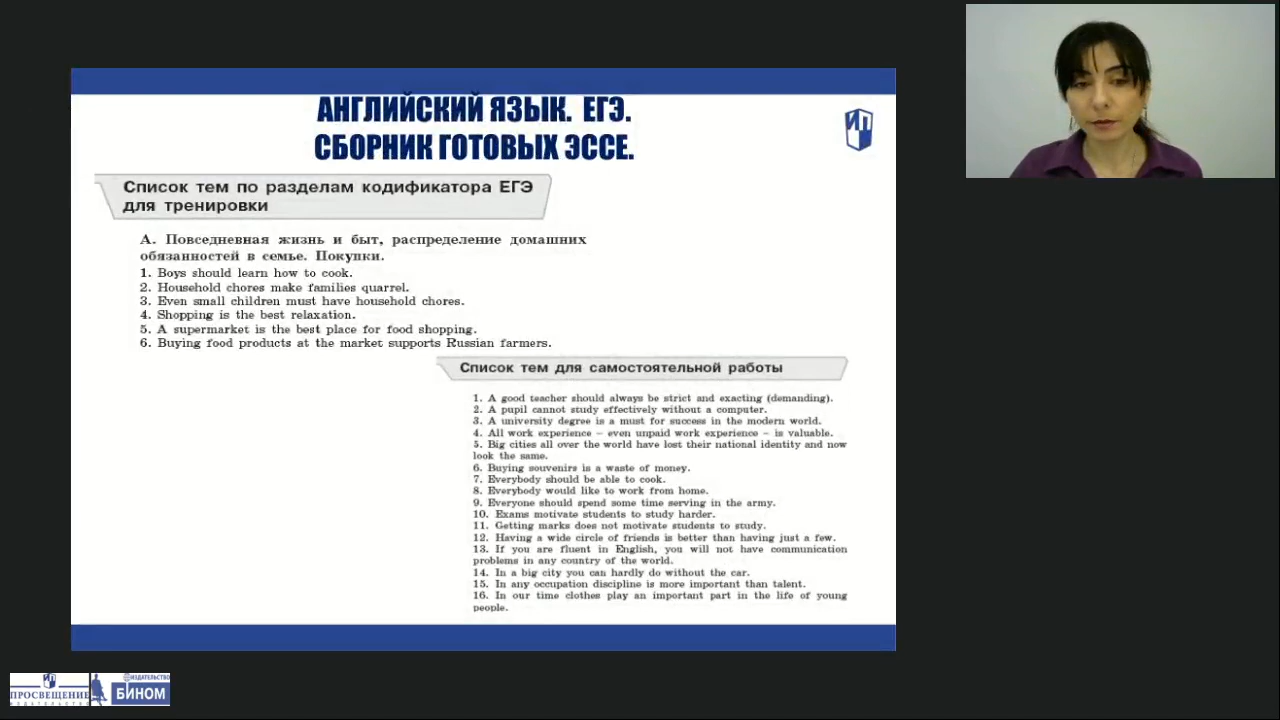 АНГЛИЙСКИЙ ЯЗЫК. ЕГЭ.
СБОРНИК ГОТОВЫХ ЭССЕ.
ИП
Список тем по разделам кодификатора ЕГЭ
для тренировки
А. Повседневная жизнь и быт, распределение домашних
обязанностей в семье. Покупки.
1. Boys should learn how to cook.
2. Household chores make families quarrel.
3. Even small children must have household chores.
4. Shopping is the best relaxation.
5. A supermarket is the best place for food shopping.
6. Buying food products at the market supports Russian farmers.
Список тем для самостоятельной работы
1. A good teacher should always be strict and exacting (demanding).
2. A pupil cannot study effectively without a computer.
3. A university degree is a must for success in the modern world.
4. All work experience – even unpaid work experience – is valuable.
5. Big cities all over the world have lost their national identity and now
look the same.
6. Buying souvenirs is a waste of money.
7. Everybody should be able to cook.
8. Everybody would like to work from home.
9. Everyone should spend some time serving in the army.
10. Exams motivate students to study harder.
11. Getting marks does not motivate students to study.
12. Having a wide circle of friends is better than having just a few.
13. If you are fluent in English, you will not have communication
problems in any country of the world.
14. In a big city you can hardly do without the car.
15. In any occupation discipline is more important than talent.
16. In our time clothes play an important part in the life of young
people.
ИП
ПРОСВЕЩЕНИЕ
ИЗДАТЕЛЬСТВО
ИЗДАТЕЛЬСТВО
БИНОМ